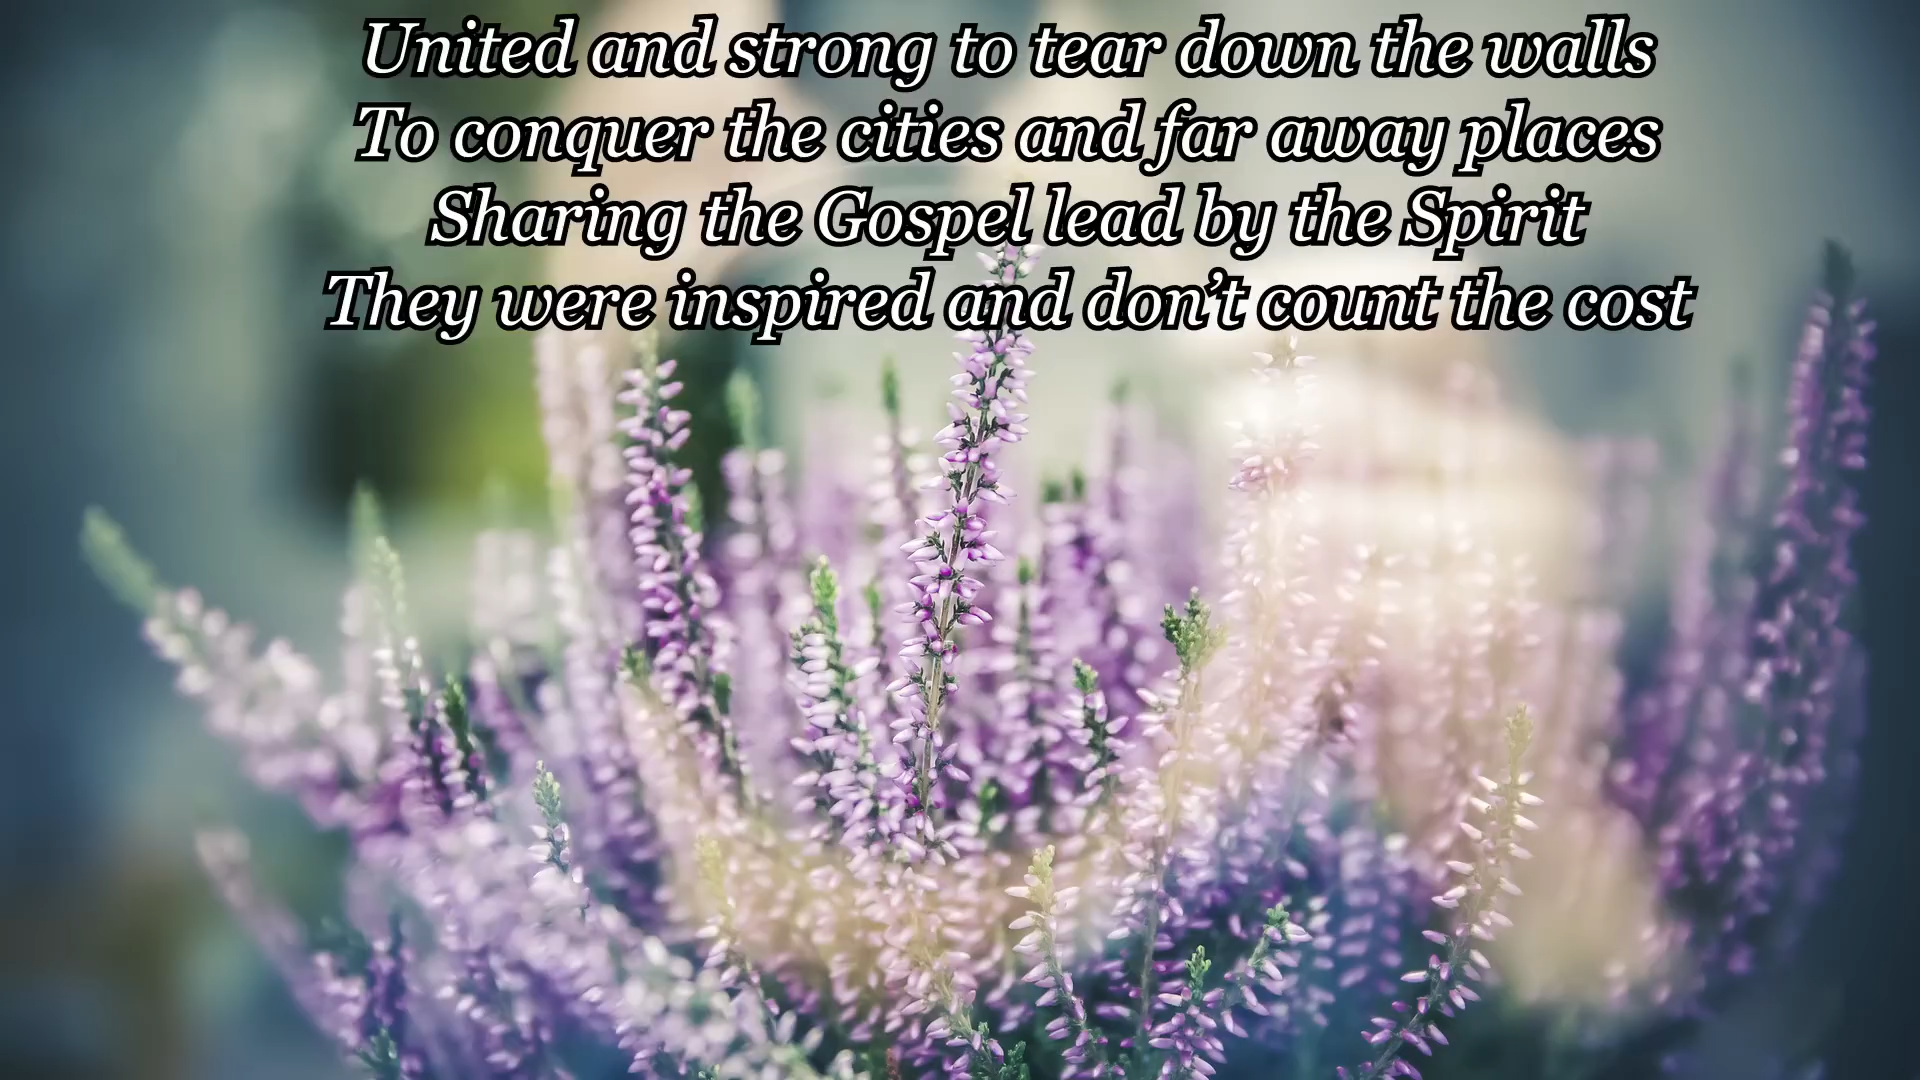 United and strong to tear down the walls
To conquer the cities and far away places
Sharing the Gospel lead by the Spirit
They were inspired and don’t count the cost